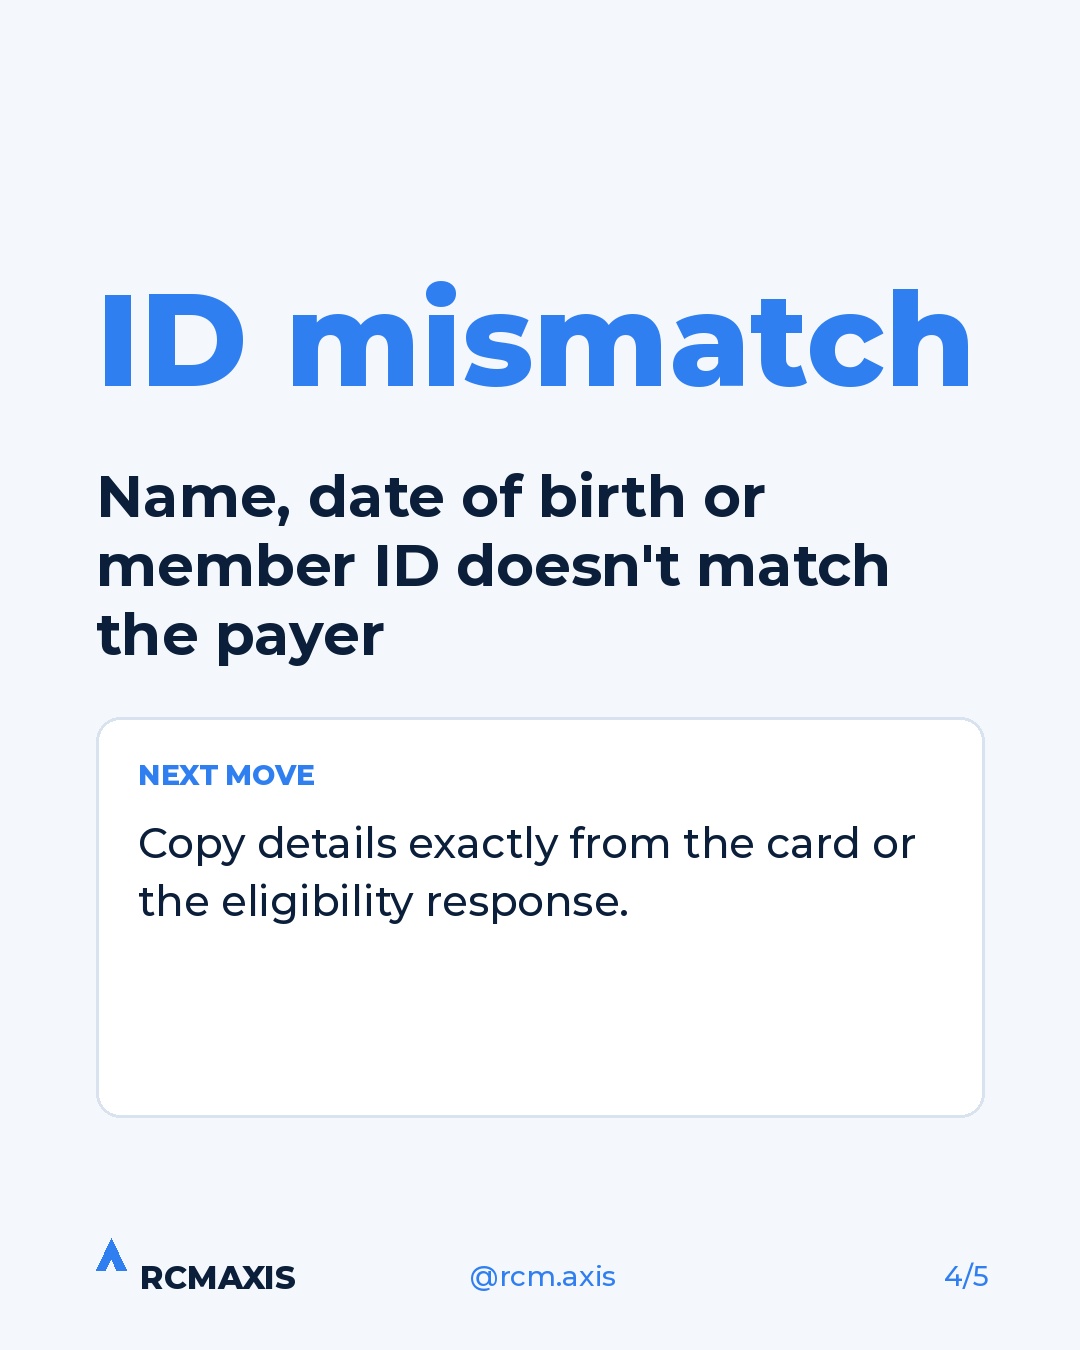 ID mismatch
Name, date of birth or
member ID doesn't match
the payer
NEXT MOVE
Copy details exactly from the card or
the eligibility response.
RCMAXIS
@rcm.axis
4/5